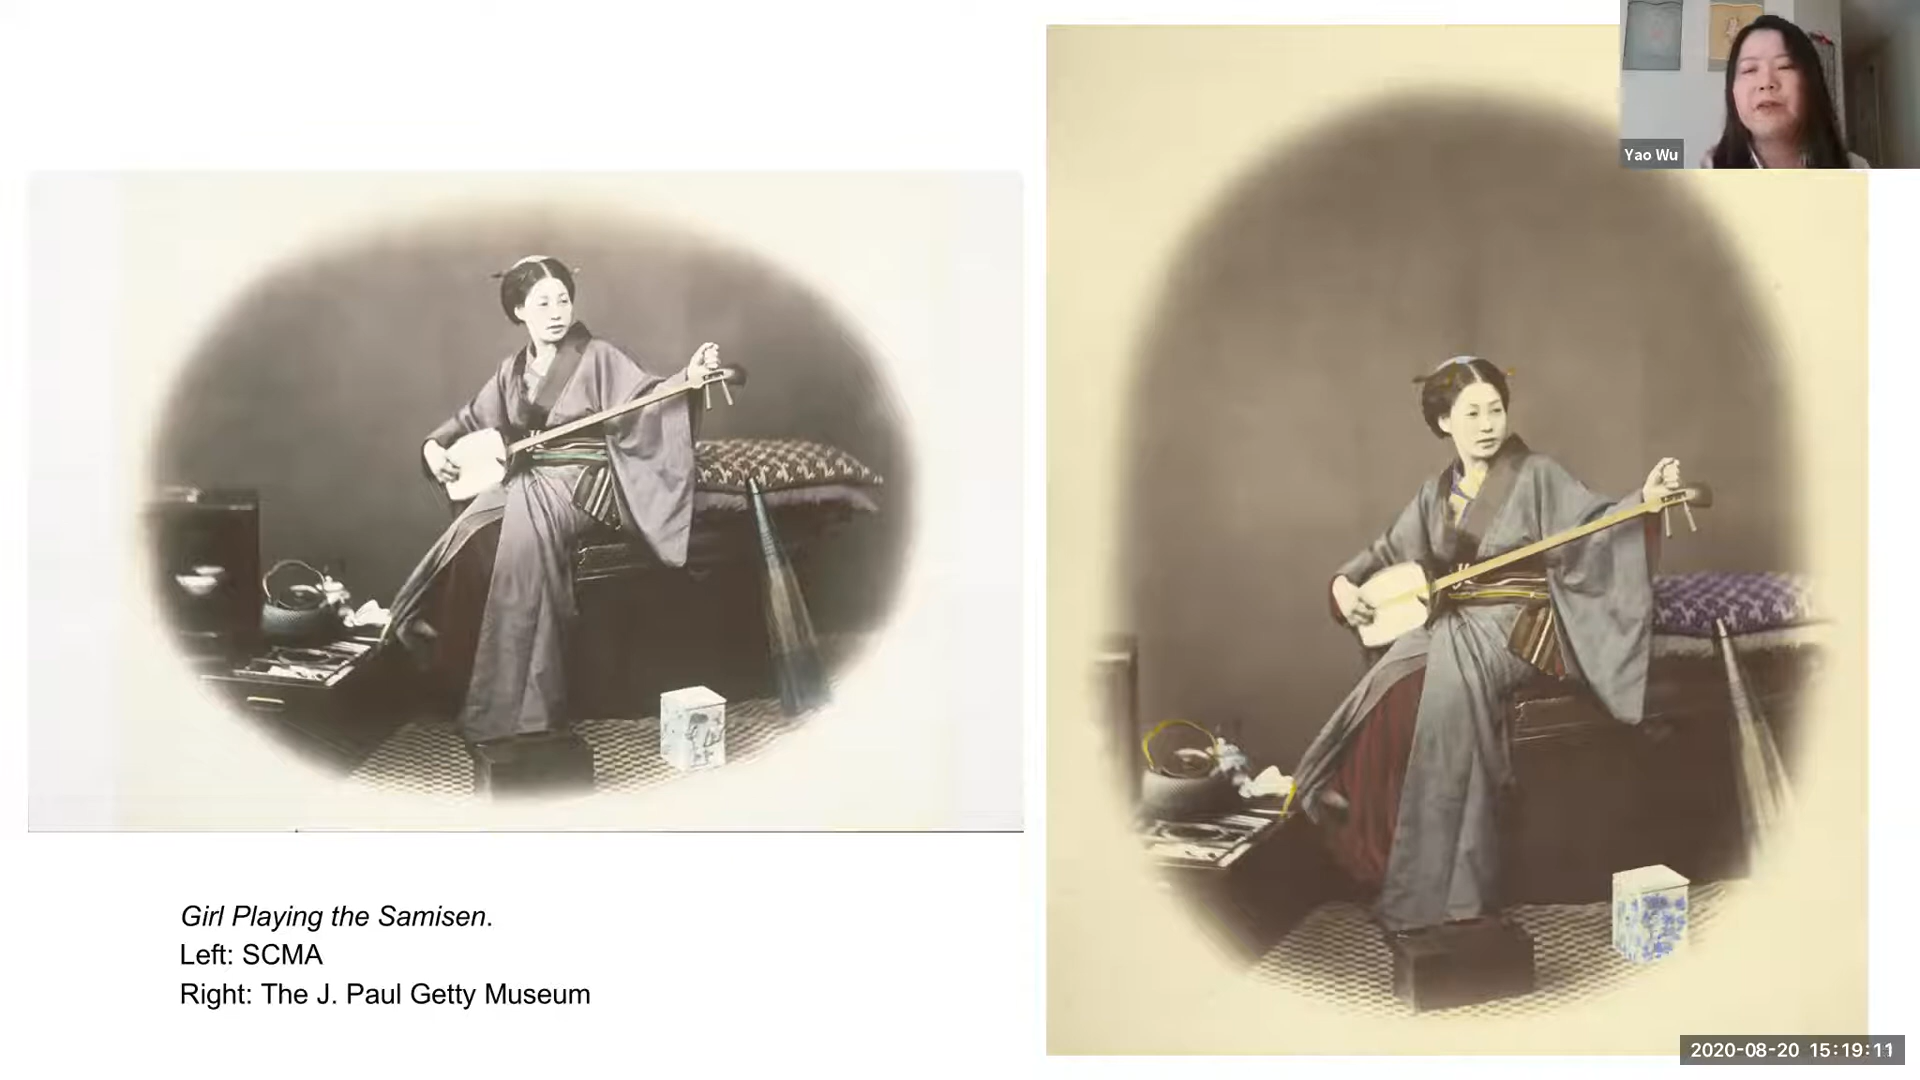 Yao Wu
Girl Playing the Samisen.
Left: SCMA
Right: The J. Paul Getty Museum
2020-08-20 15:19:11